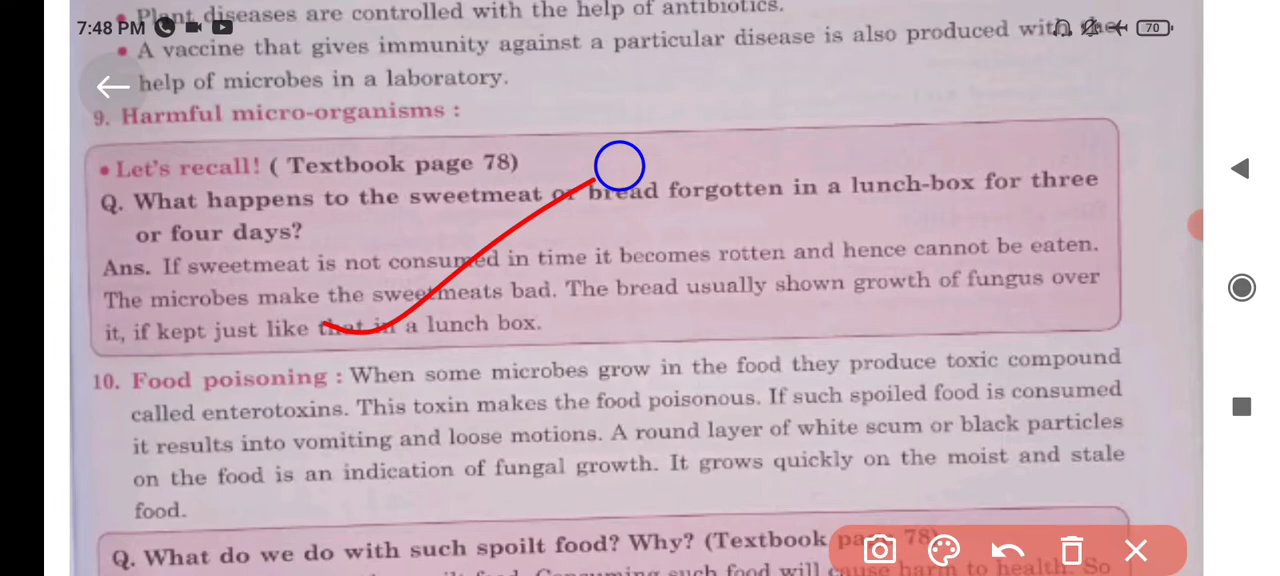 Plant diseases are controlled with the help of antibiotics.
7:48 PM
70
A vaccine that gives immunity against a particular disease is also produced with the
help of microbes in a laboratory.
9. Harmful micro-organisms :
• Let's recall! ( Textbook page 78)
Q. What happens to the sweetmeat or bread forgotten in a lunch-box for three
or four days?
Ans. If sweetmeat is not consumed in time it becomes rotten and hence cannot be eaten.
The microbes make the sweetmeats bad. The bread usually shown growth of fungus over
it, if kept just like that in a lunch box.
10. Food poisoning : When some microbes grow in the food they produce toxic compound
called enterotoxins. This toxin makes the food poisonous. If such spoiled food is consumed
it results into vomiting and loose motions. A round layer of white scum or black particles
on the food is an indication of fungal growth. It grows quickly on the moist and stale
food.
Q. What do we do with such spoilt food? Why? (Textbook page 78)
Consuming such food will cause harm to health. So